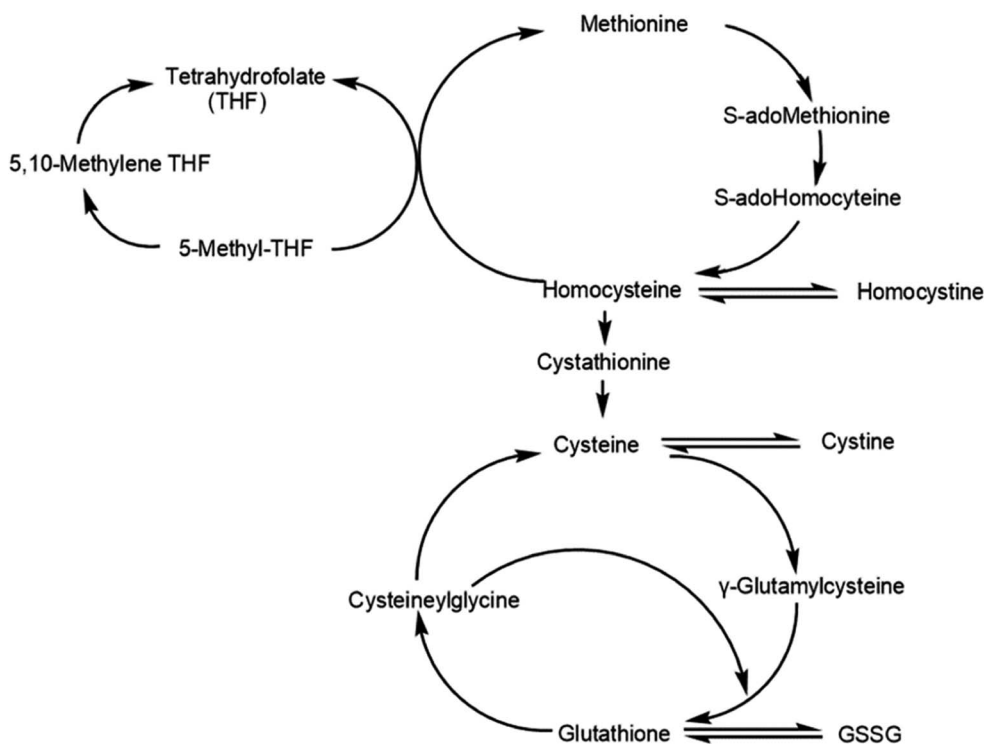 Methionine
Tetrahydrofolate
(THF)
S-adoMethionine
5,10-Methylene THF
S-adoHomocyteine
5-Methyl-THF
Homocysteine
Homocystine
Cystathionine
Cysteine
Cystine
γ-Glutamylcysteine
Cysteineylglycine
Glutathione
GSSG